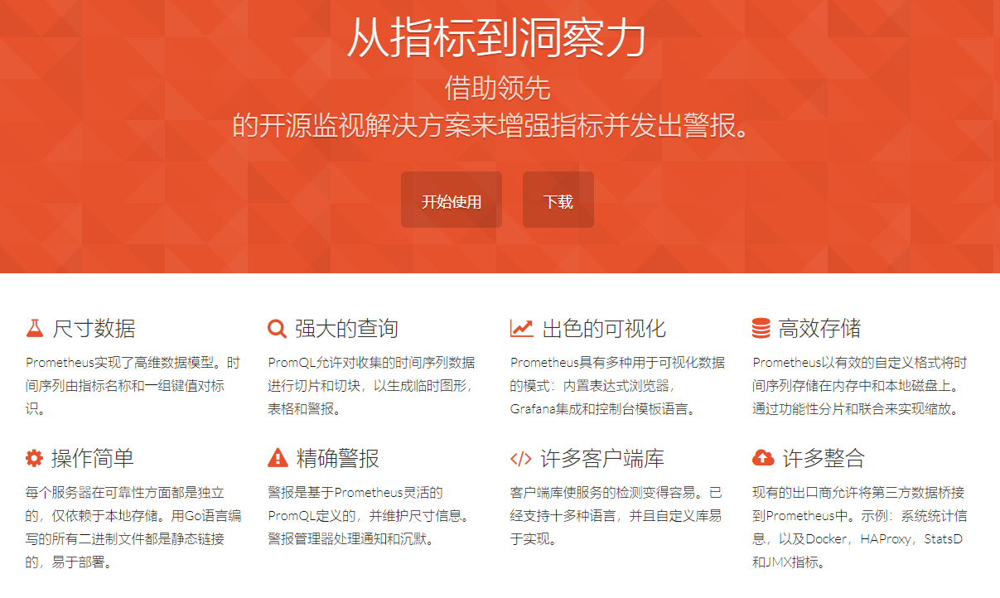 从指标到洞察力
借助领先
的开源监视解决方案来增强指标并发出警报。
开始使用
下载
尺寸数据
Prometheus实现了高维数据模型。时
间序列由指标名称和一组键值对标
识。
强大的查询
PromQL允许对收集的时间序列数据
进行切片和切块，以生成临时图形，
表格和警报。
出色的可视化
Prometheus具有多种用于可视化数据
的模式：内置表达式浏览器，
Grafana集成和控制台模板语言。
高效存储
Prometheus以有效的自定义格式将时
间序列存储在内存中和本地磁盘上。
通过功能性分片和联合来实现缩放。
操作简单
每个服务器在可靠性方面都是独立
的，仅依赖于本地存储。用Go语言编
写的所有二进制文件都是静态链接
的，易于部署。
精确警报
警报是基于Prometheus灵活的
PromQL定义的，并维护尺寸信息。
警报管理器处理通知和沉默。
许多客户端库
客户端库使服务的检测变得容易。已
经支持十多种语言，并且自定义库易
于实现。
许多整合
现有的出口商允许将第三方数据桥接
到Prometheus中。示例：系统统计信
息，以及Docker，HAProxy，StatsD
和JMX指标。